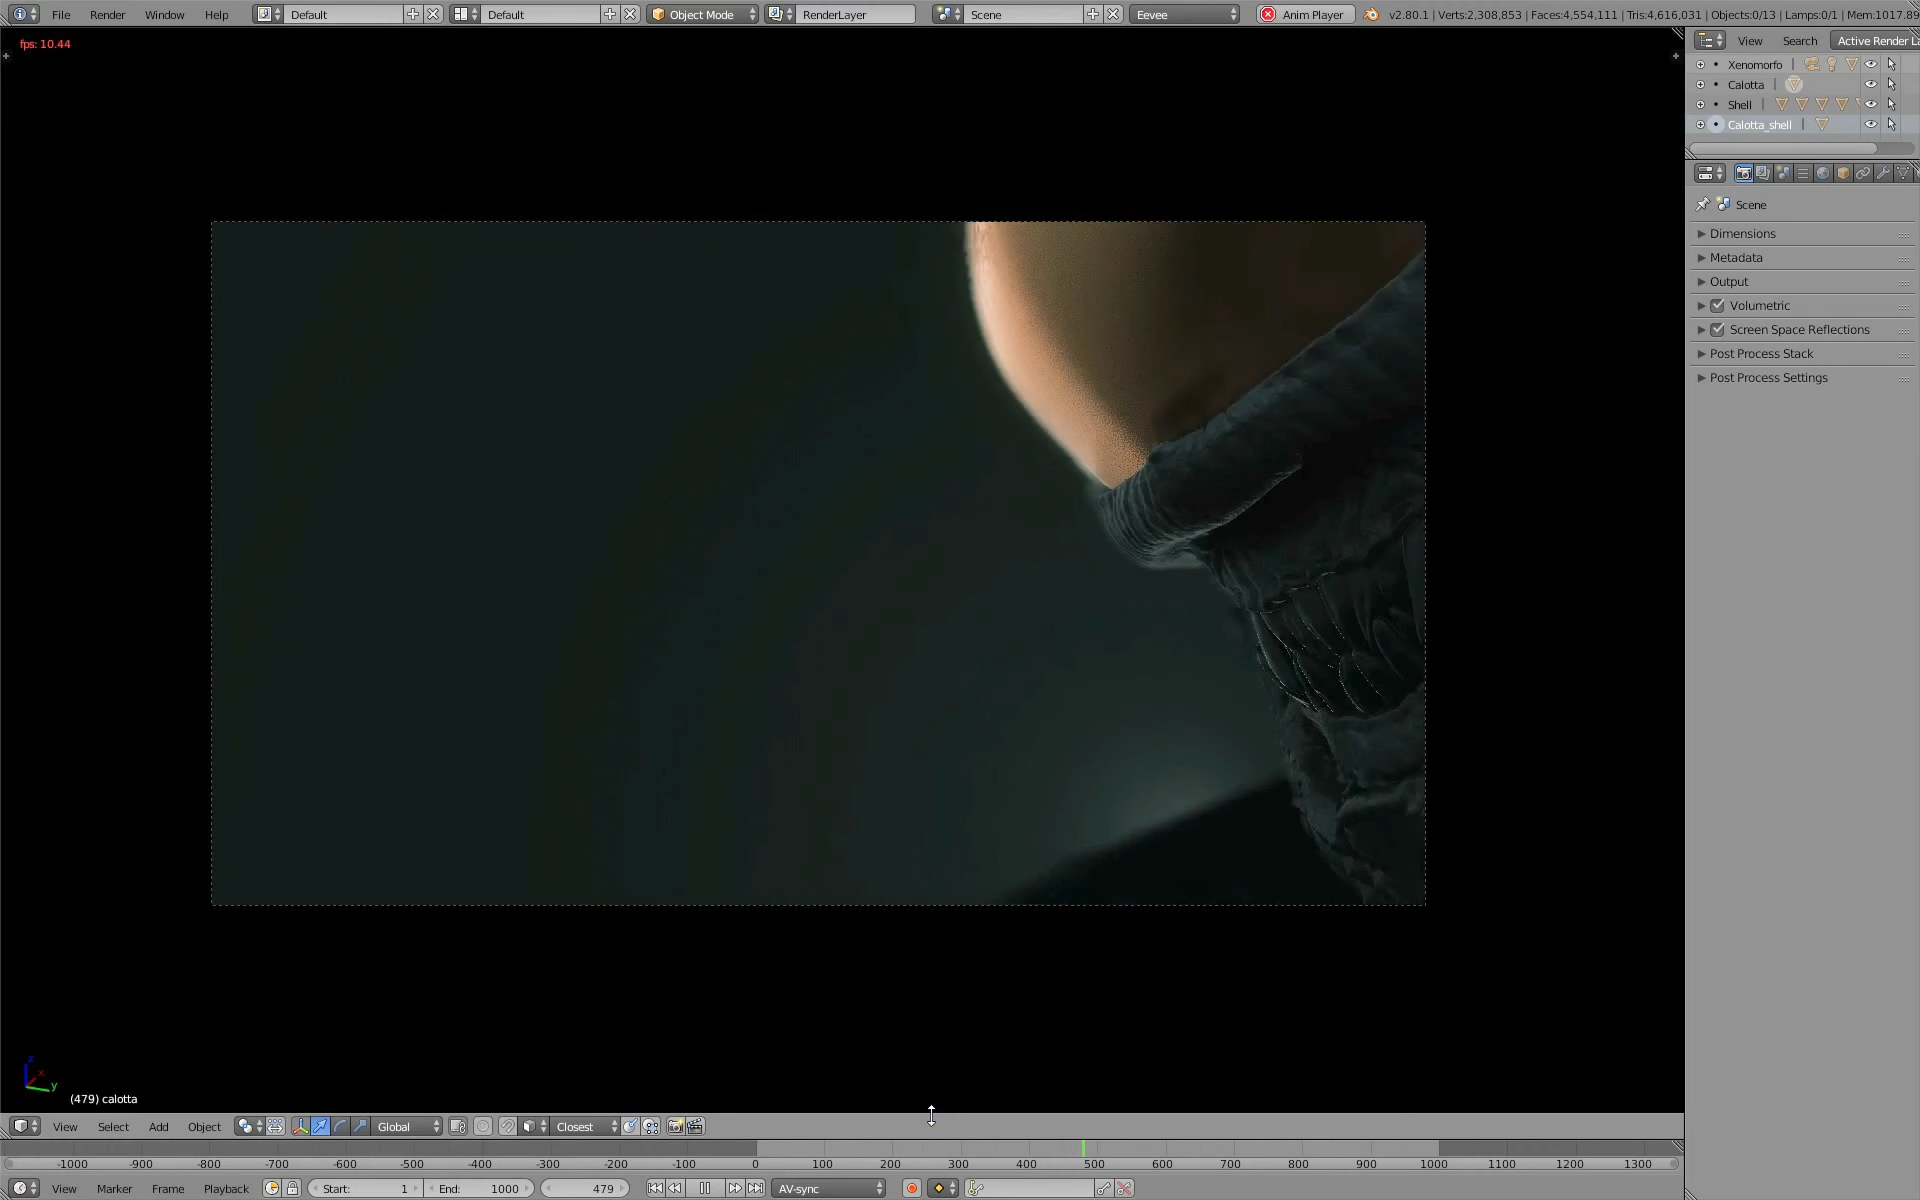 File Render Window Help Default Default Object Mode RenderLayer Scene Eevee Anim Player v2.80.1 | Verts:2,308,853 | Faces:4,554,111 | Tris:4,616,031 | Objects:0/13 | Lamps:0/1 | Mem:1017.89
fps: 10.44
View Search Active Render La
Xenomorfo
Calotta
Shell
Calotta_shell
Scene
Dimensions
Metadata
Output
Volumetric
Screen Space Reflections
Post Process Stack
Post Process Settings
z
x
y
(479) calotta
View Select Add Object Global Closest
-1000 -900 -800 -700 -600 -500 -400 -300 -200 -100 0 100 200 300 400 500 600 700 800 900 1000 1100 1200 1300
View Marker Frame Playback Start: 1 End: 1000 479 AV-sync